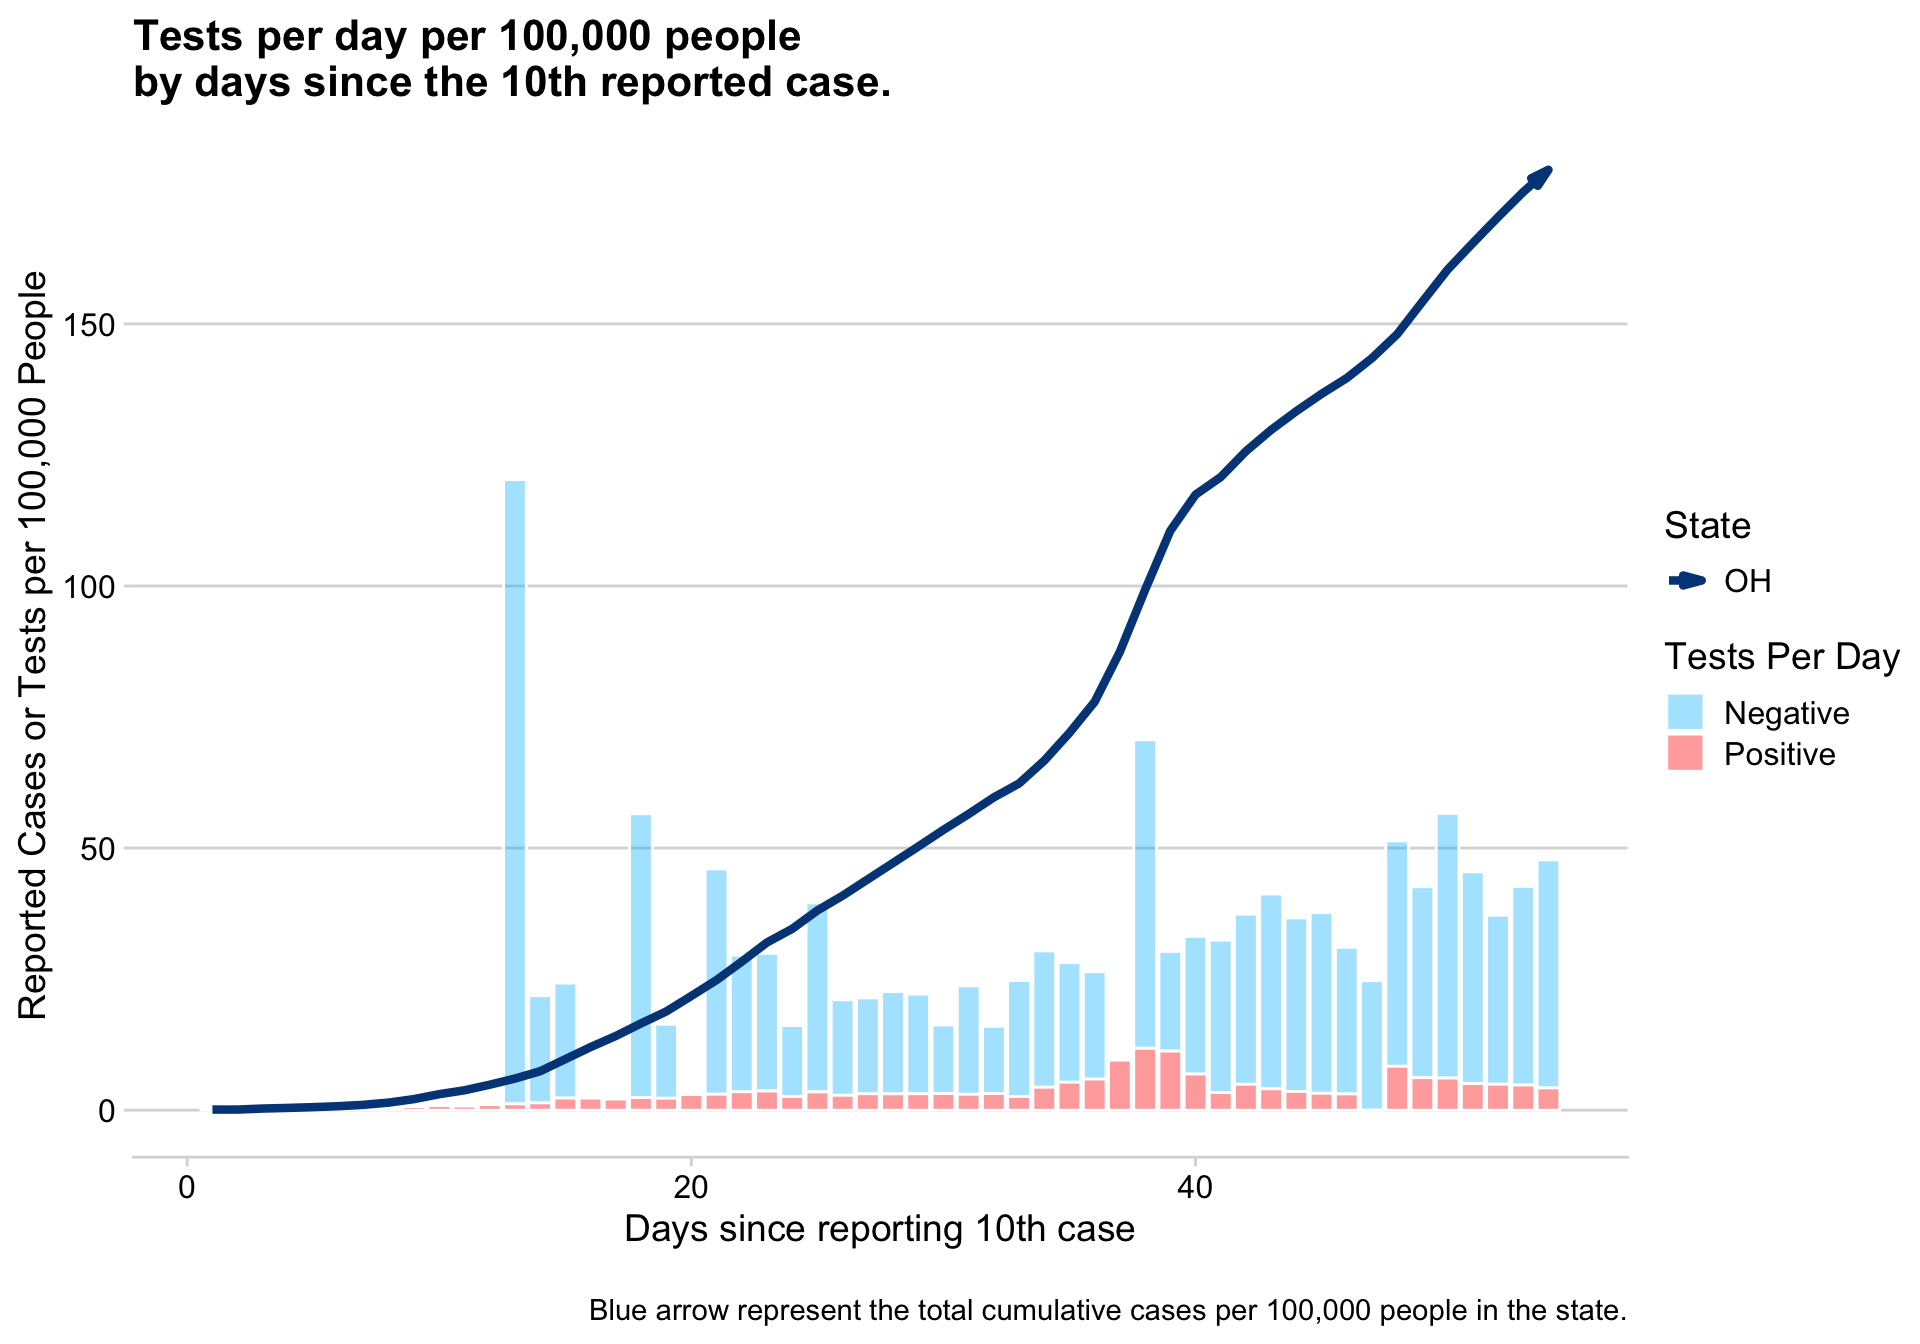 Tests per day per 100,000 people
by days since the 10th reported case.
Reported Cases or Tests per 100,000 People
150
100
50
0
0
20
40
Days since reporting 10th case
State
OH
Tests Per Day
Negative
Positive
Blue arrow represent the total cumulative cases per 100,000 people in the state.